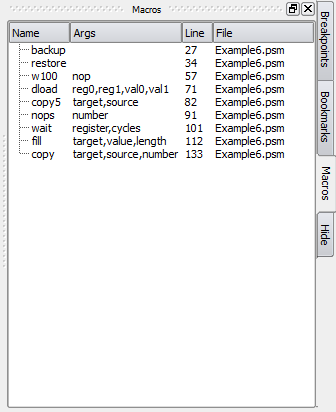 Macros
Name Args Line File
backup 27 Example6.psm
restore 34 Example6.psm
w100 nop 57 Example6.psm
dload reg0,reg1,val0,val1 71 Example6.psm
copy5 target,source 82 Example6.psm
nops number 91 Example6.psm
wait register,cycles 101 Example6.psm
fill target,value,length 112 Example6.psm
copy target,source,number 133 Example6.psm
Breakpoints
Bookmarks
Macros
Hide